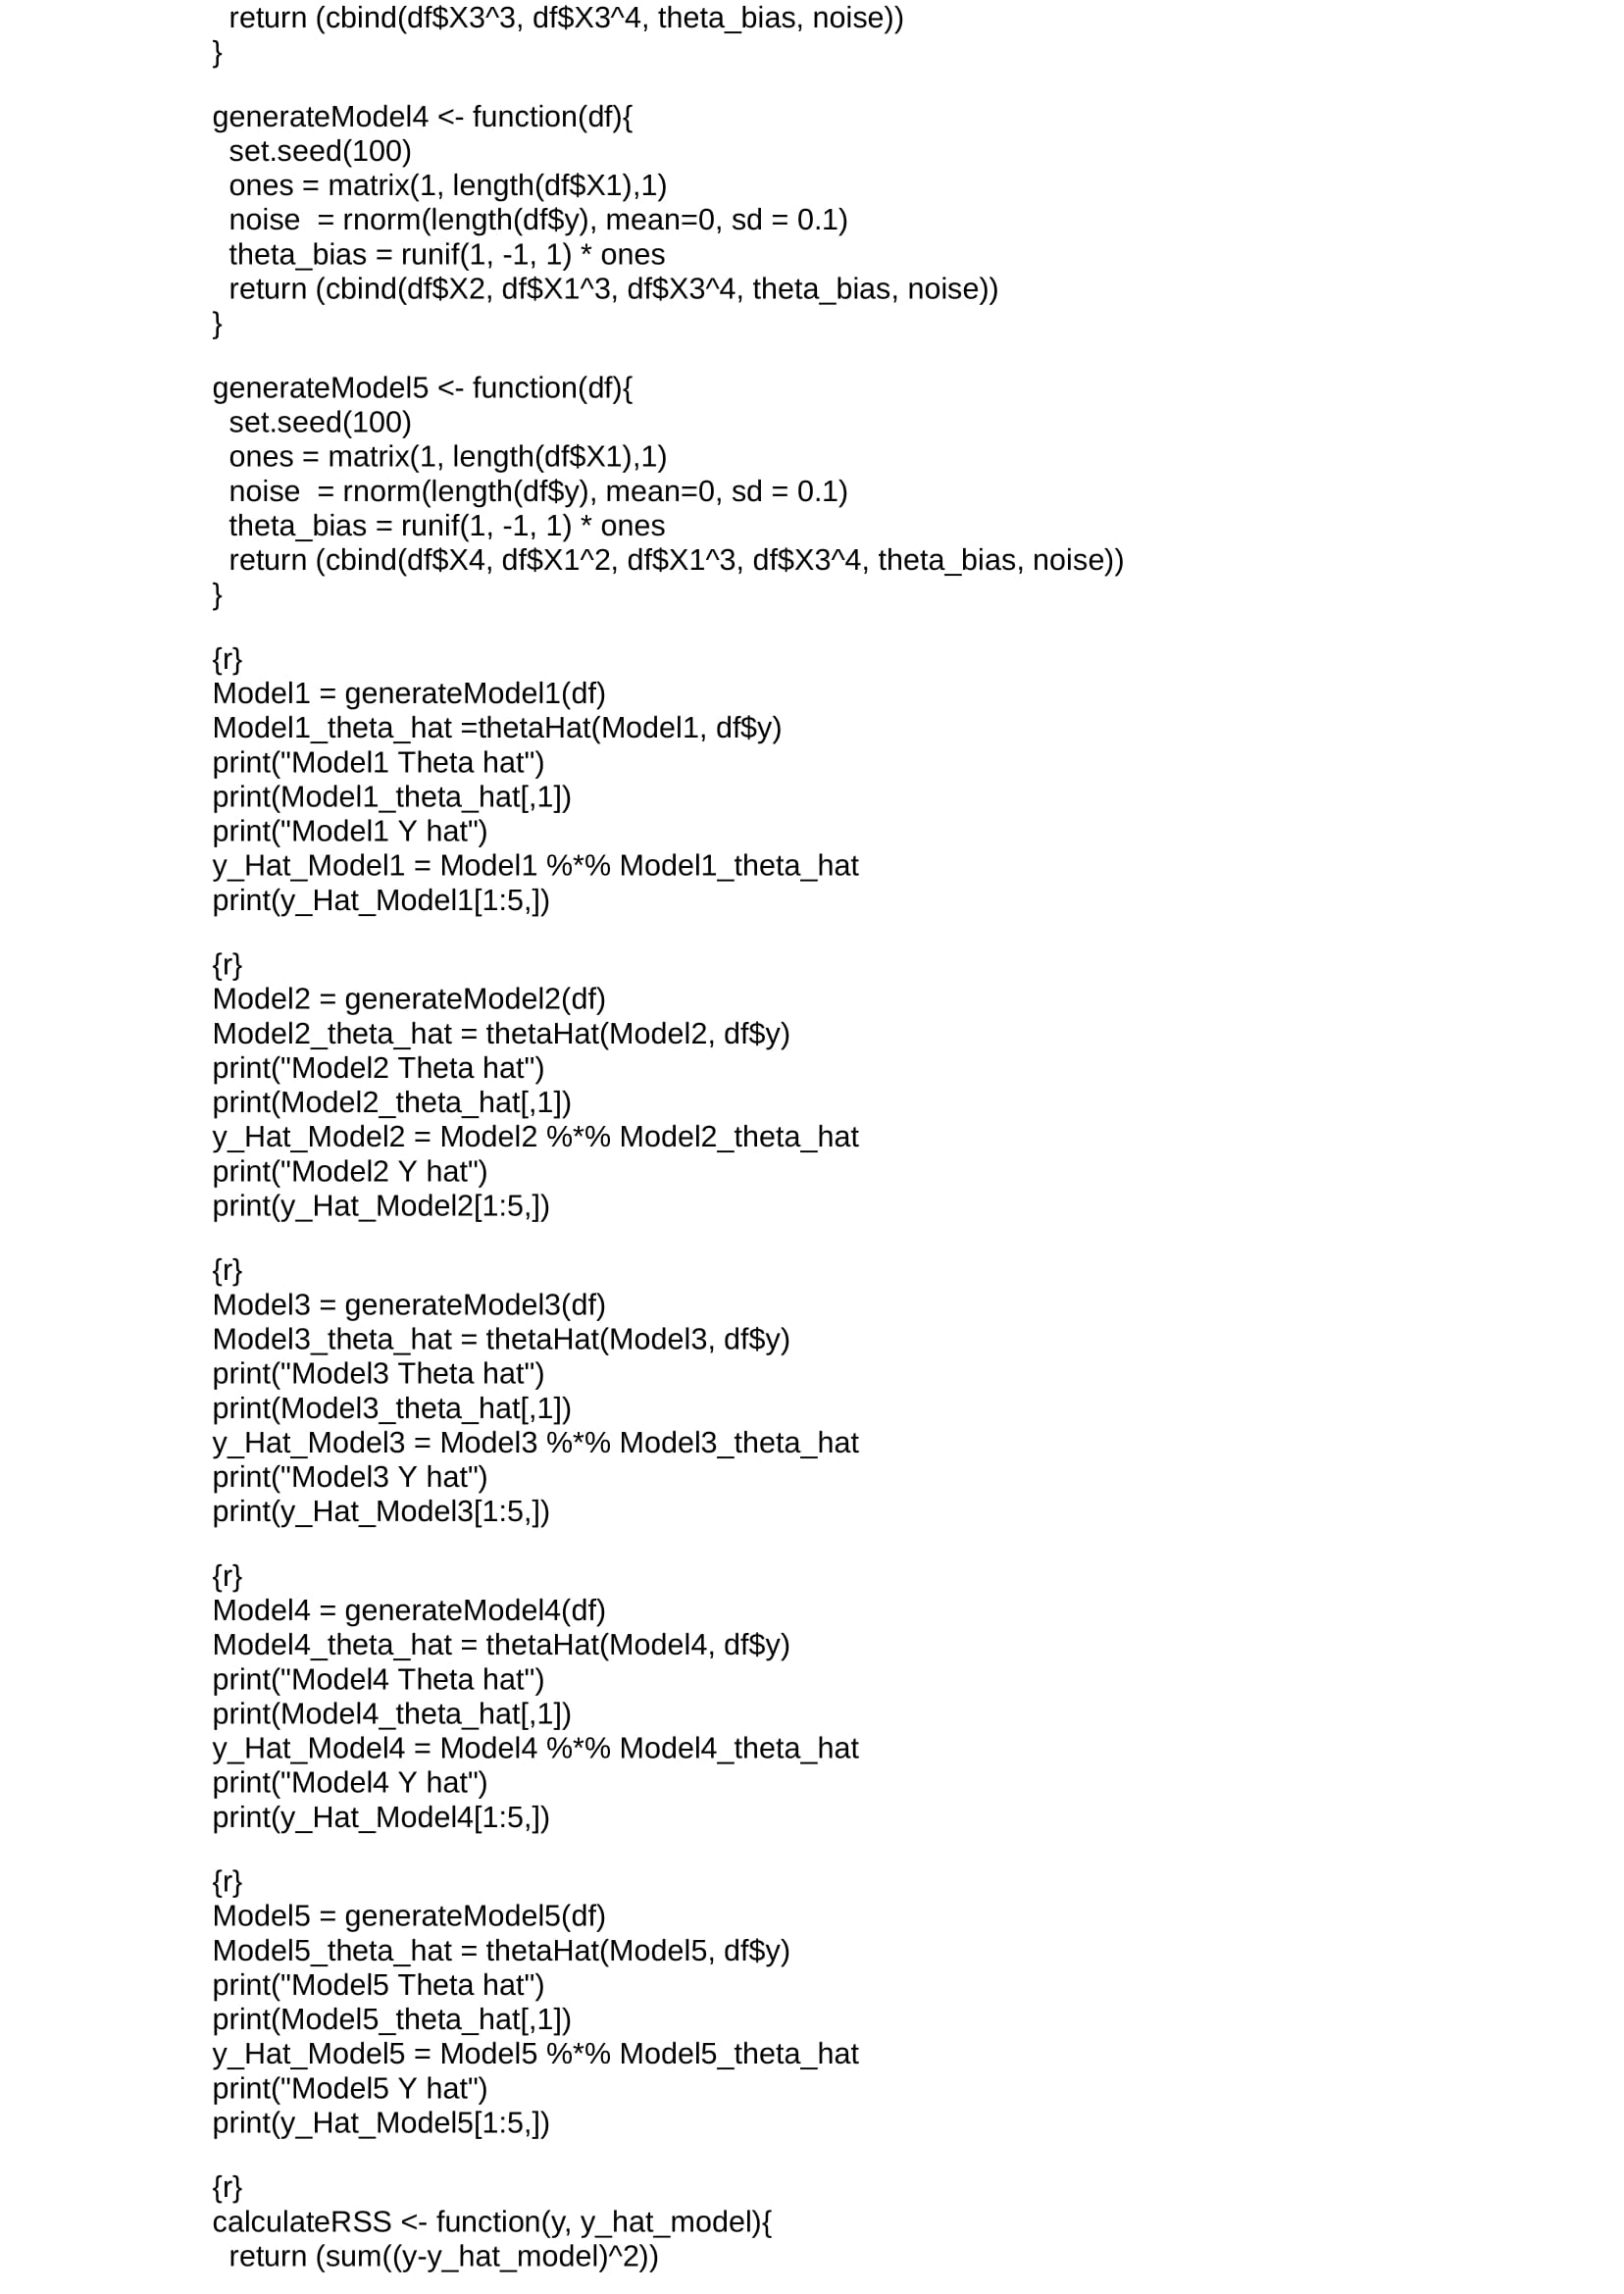 return (cbind(df$X3^3, df$X3^4, theta_bias, noise))
}
generateModel4 <- function(df){
set.seed(100)
ones = matrix(1, length(df$X1),1)
noise  = rnorm(length(df$y), mean=0, sd = 0.1)
theta_bias = runif(1, -1, 1) * ones
return (cbind(df$X2, df$X1^3, df$X3^4, theta_bias, noise))
}
generateModel5 <- function(df){
set.seed(100)
ones = matrix(1, length(df$X1),1)
noise  = rnorm(length(df$y), mean=0, sd = 0.1)
theta_bias = runif(1, -1, 1) * ones
return (cbind(df$X4, df$X1^2, df$X1^3, df$X3^4, theta_bias, noise))
}
{r}
Model1 = generateModel1(df)
Model1_theta_hat =thetaHat(Model1, df$y)
print("Model1 Theta hat")
print(Model1_theta_hat[,1])
print("Model1 Y hat")
y_Hat_Model1 = Model1 %*% Model1_theta_hat
print(y_Hat_Model1[1:5,])
{r}
Model2 = generateModel2(df)
Model2_theta_hat = thetaHat(Model2, df$y)
print("Model2 Theta hat")
print(Model2_theta_hat[,1])
y_Hat_Model2 = Model2 %*% Model2_theta_hat
print("Model2 Y hat")
print(y_Hat_Model2[1:5,])
{r}
Model3 = generateModel3(df)
Model3_theta_hat = thetaHat(Model3, df$y)
print("Model3 Theta hat")
print(Model3_theta_hat[,1])
y_Hat_Model3 = Model3 %*% Model3_theta_hat
print("Model3 Y hat")
print(y_Hat_Model3[1:5,])
{r}
Model4 = generateModel4(df)
Model4_theta_hat = thetaHat(Model4, df$y)
print("Model4 Theta hat")
print(Model4_theta_hat[,1])
y_Hat_Model4 = Model4 %*% Model4_theta_hat
print("Model4 Y hat")
print(y_Hat_Model4[1:5,])
{r}
Model5 = generateModel5(df)
Model5_theta_hat = thetaHat(Model5, df$y)
print("Model5 Theta hat")
print(Model5_theta_hat[,1])
y_Hat_Model5 = Model5 %*% Model5_theta_hat
print("Model5 Y hat")
print(y_Hat_Model5[1:5,])
{r}
calculateRSS <- function(y, y_hat_model){
return (sum((y-y_hat_model)^2))